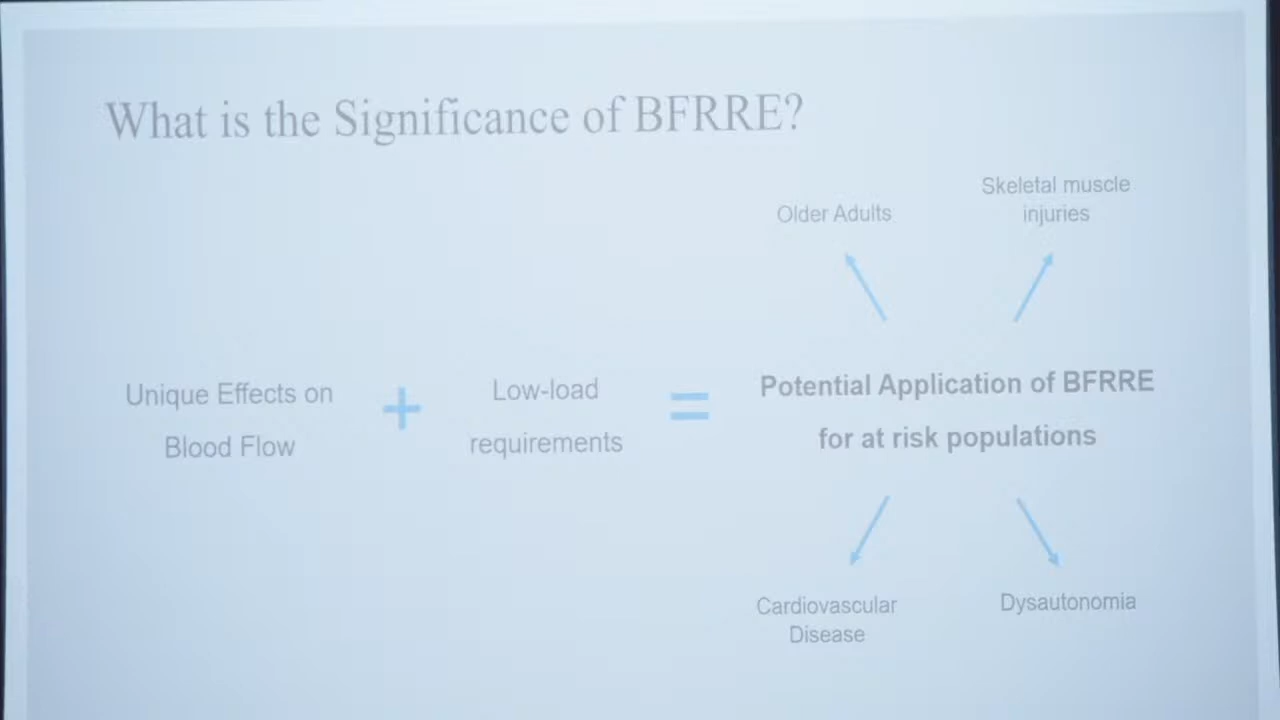 What is the Significance of BFRRE?
Older Adults
Skeletal muscle
injuries
Unique Effects on
Blood Flow
+
Low-load
requirements
=
Potential Application of BFRRE
for at risk populations
Cardiovascular
Disease
Dysautonomia